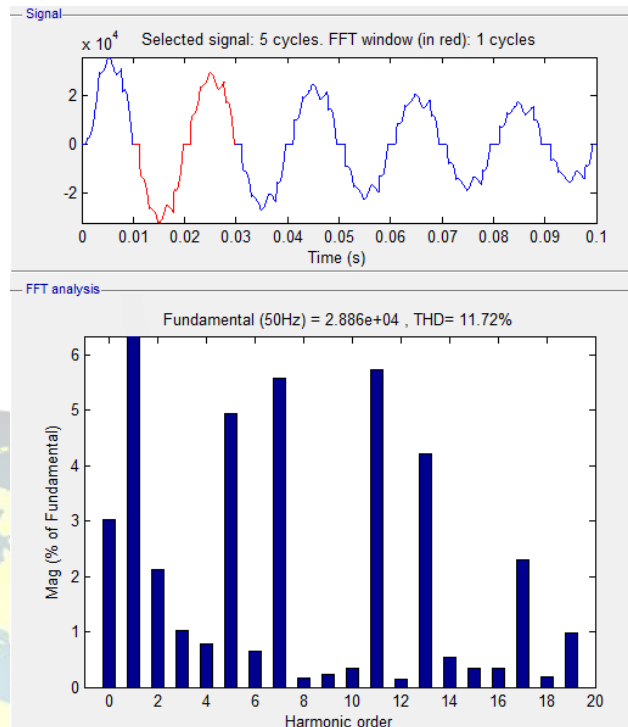 Signal
x 10^4
Selected signal: 5 cycles. FFT window (in red): 1 cycles
2
0
-2
0 0.01 0.02 0.03 0.04 0.05 0.06 0.07 0.08 0.09 0.1
Time (s)
FFT analysis
Fundamental (50Hz) = 2.886e+04 , THD= 11.72%
6
5
4
3
2
1
0
Mag (% of Fundamental)
0 2 4 6 8 10 12 14 16 18 20
Harmonic order